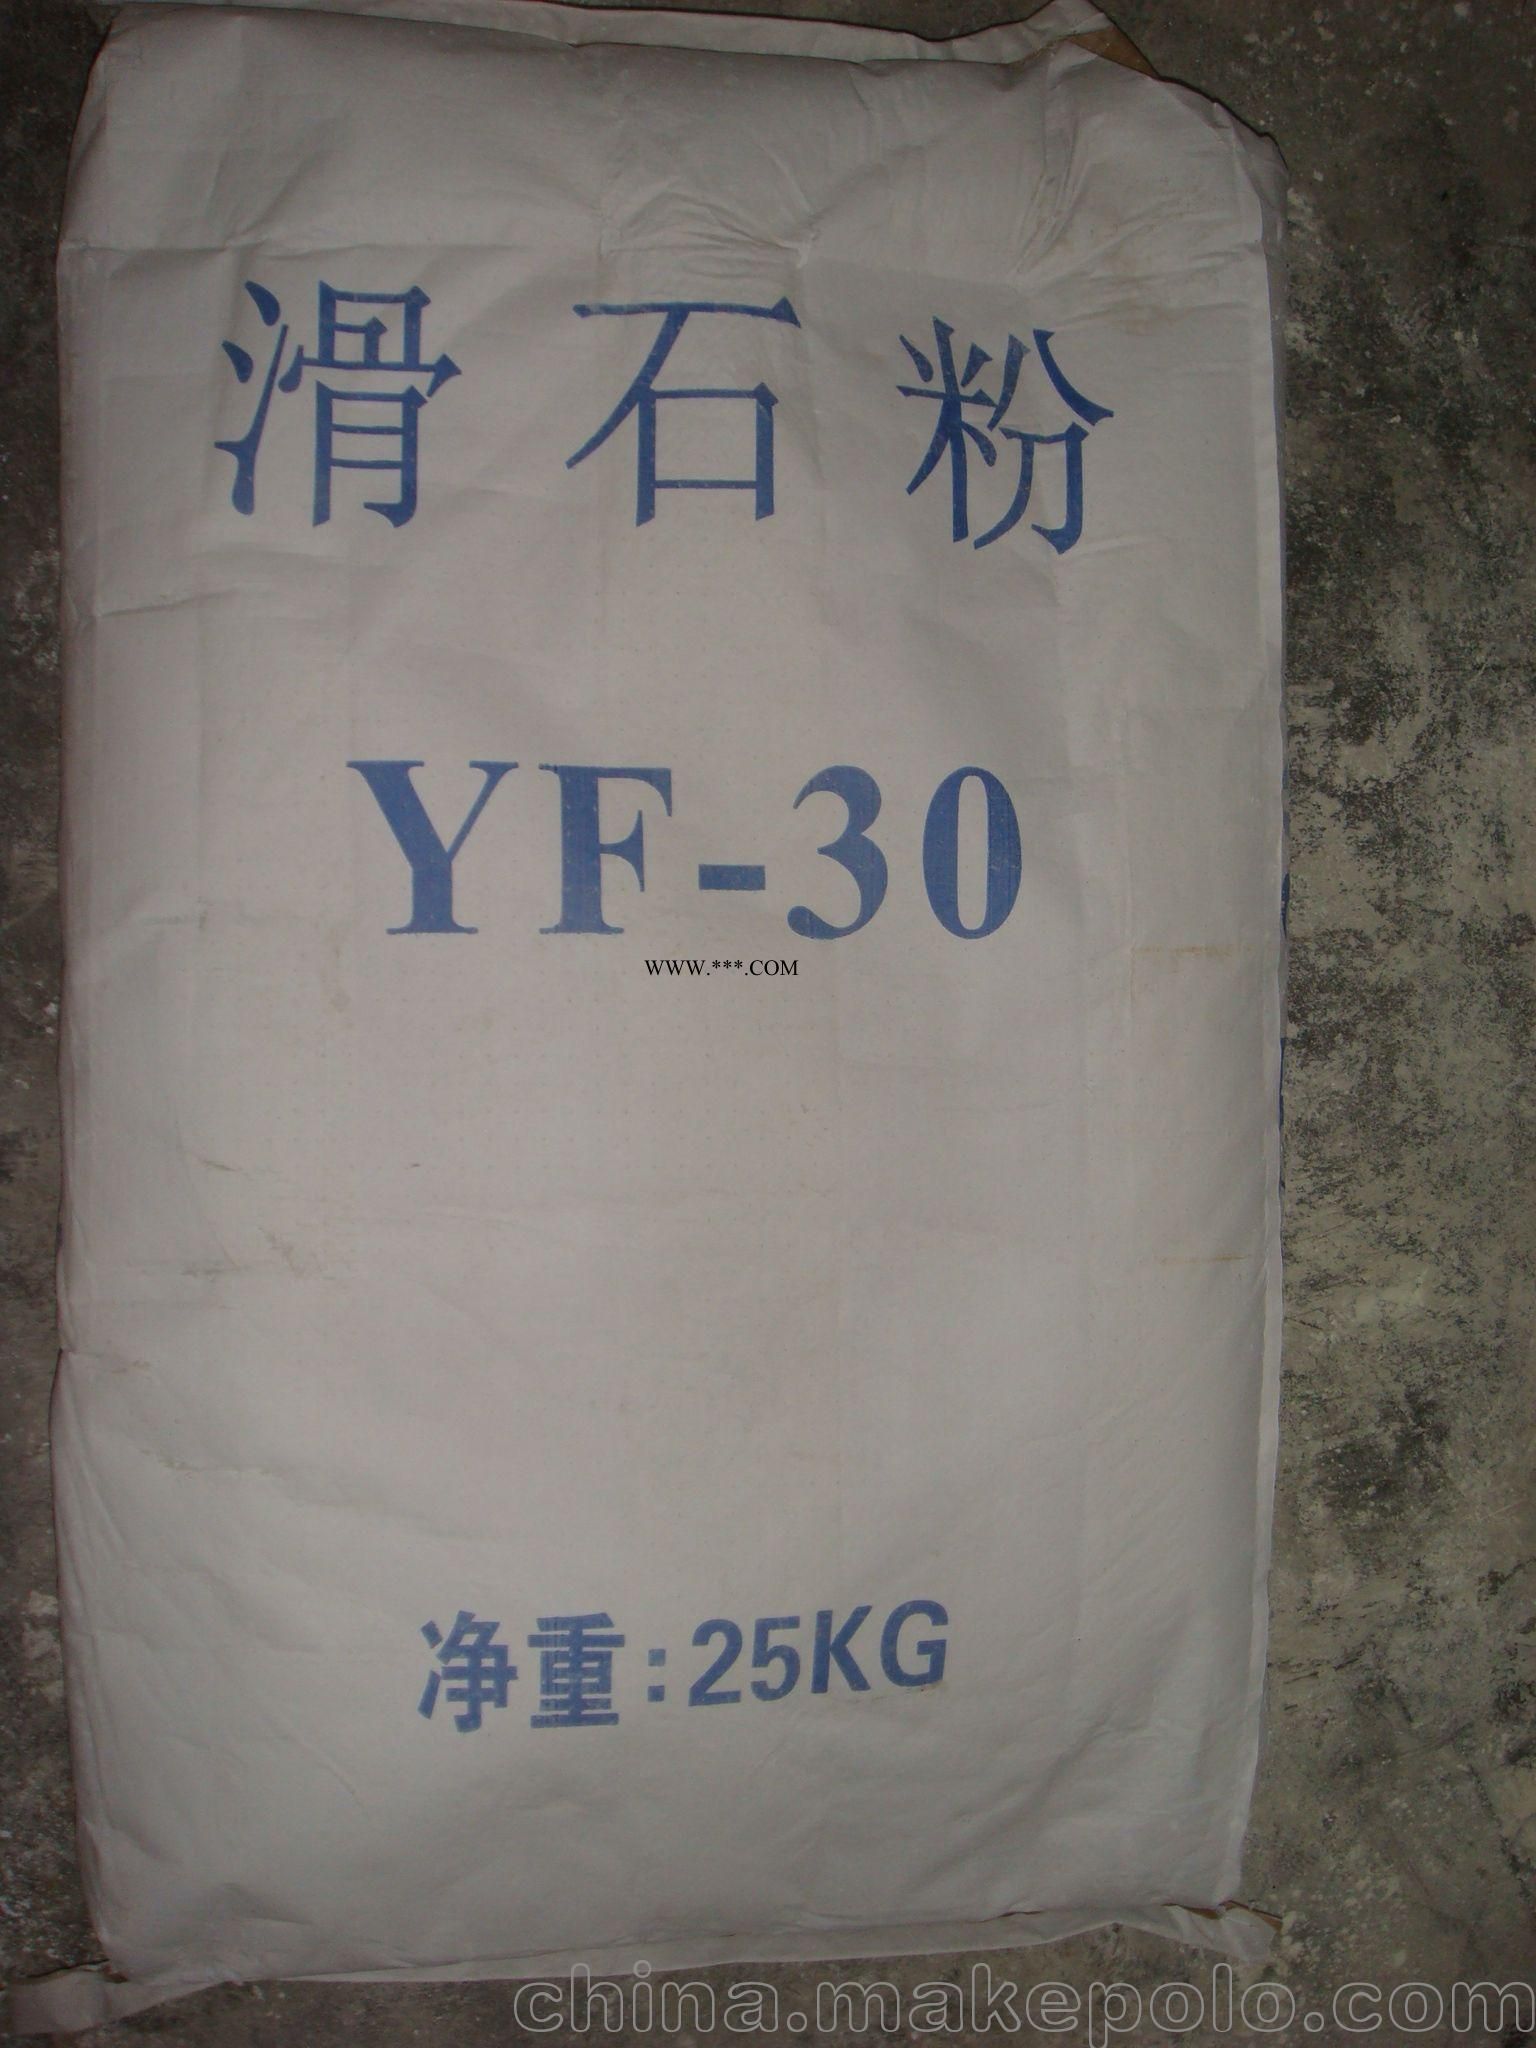 滑石粉
YF-30
WWW.***.COM
净重:25KG
china.makepolo.com